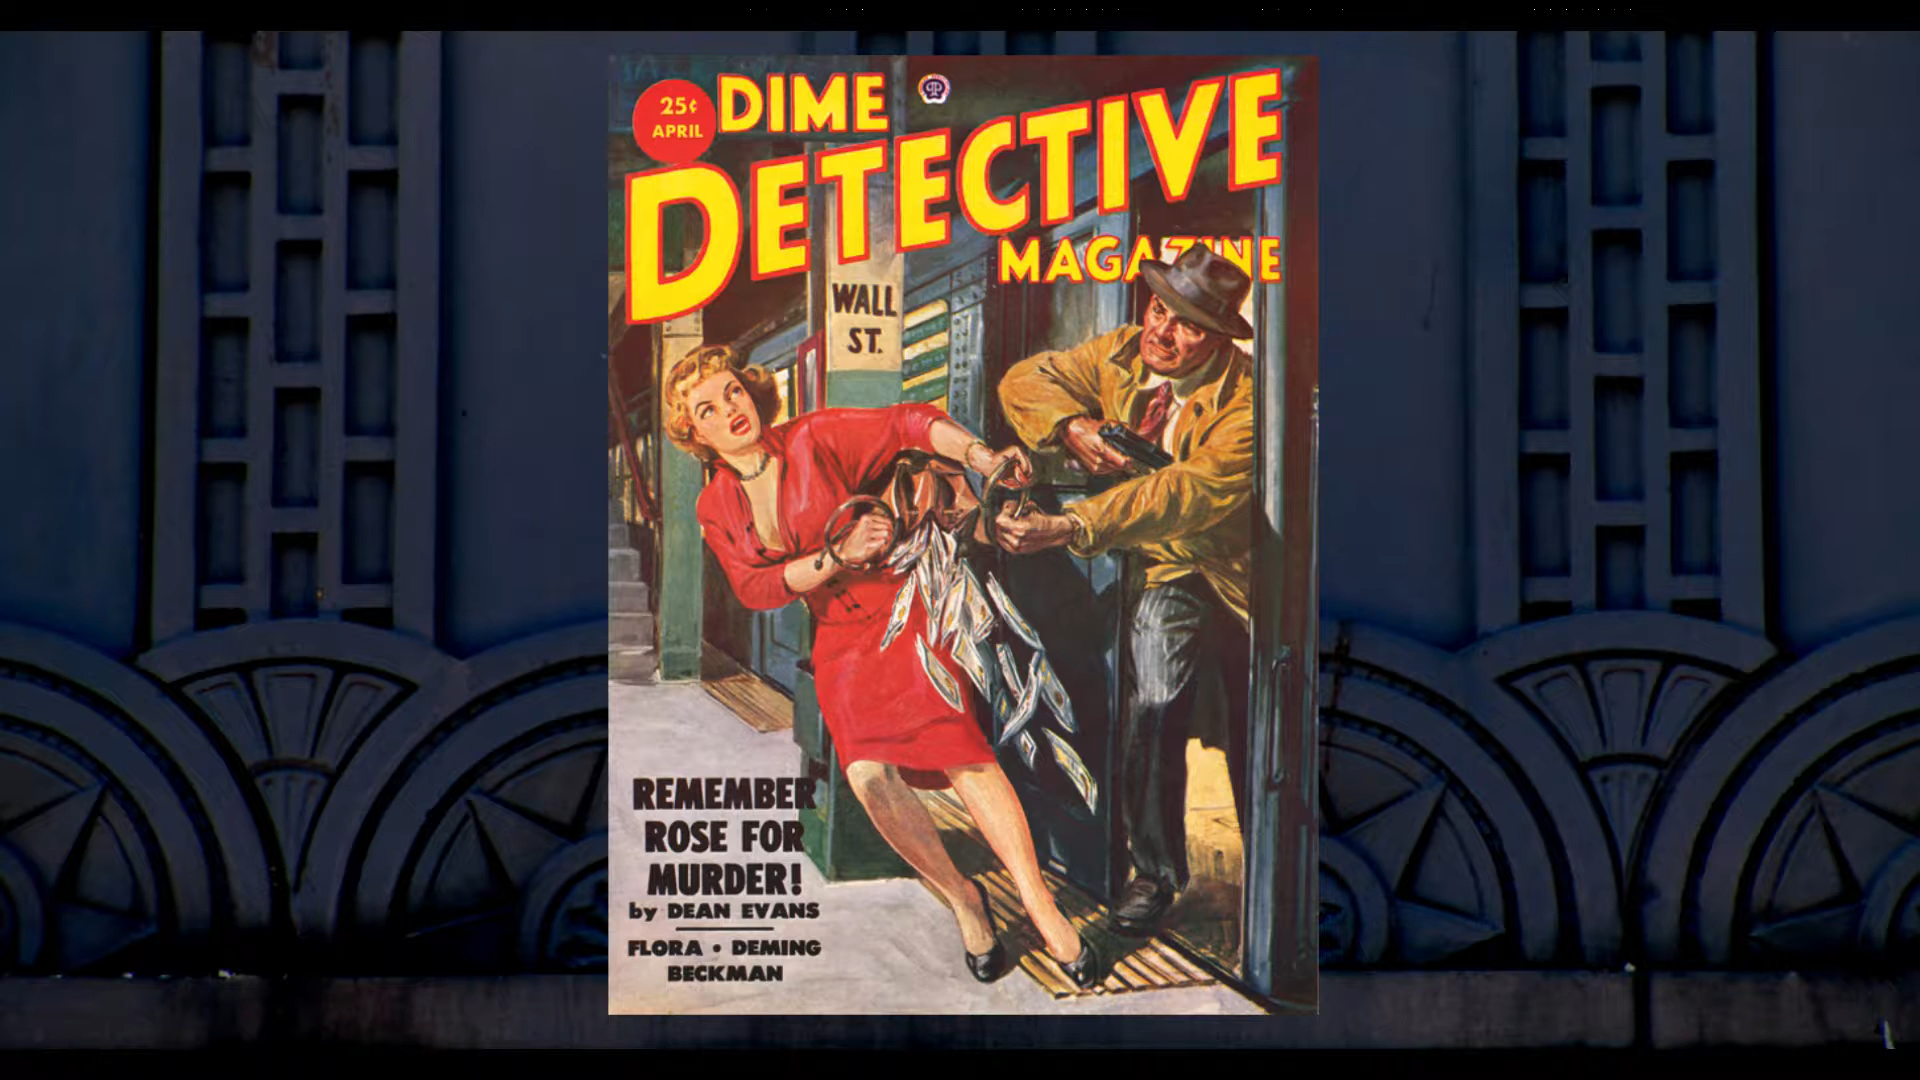 25¢
APRIL
DIME
DETECTIVE
MAGAZINE
WALL
ST.
REMEMBER
ROSE FOR
MURDER!
by DEAN EVANS
FLORA • DEMING
BECKMAN